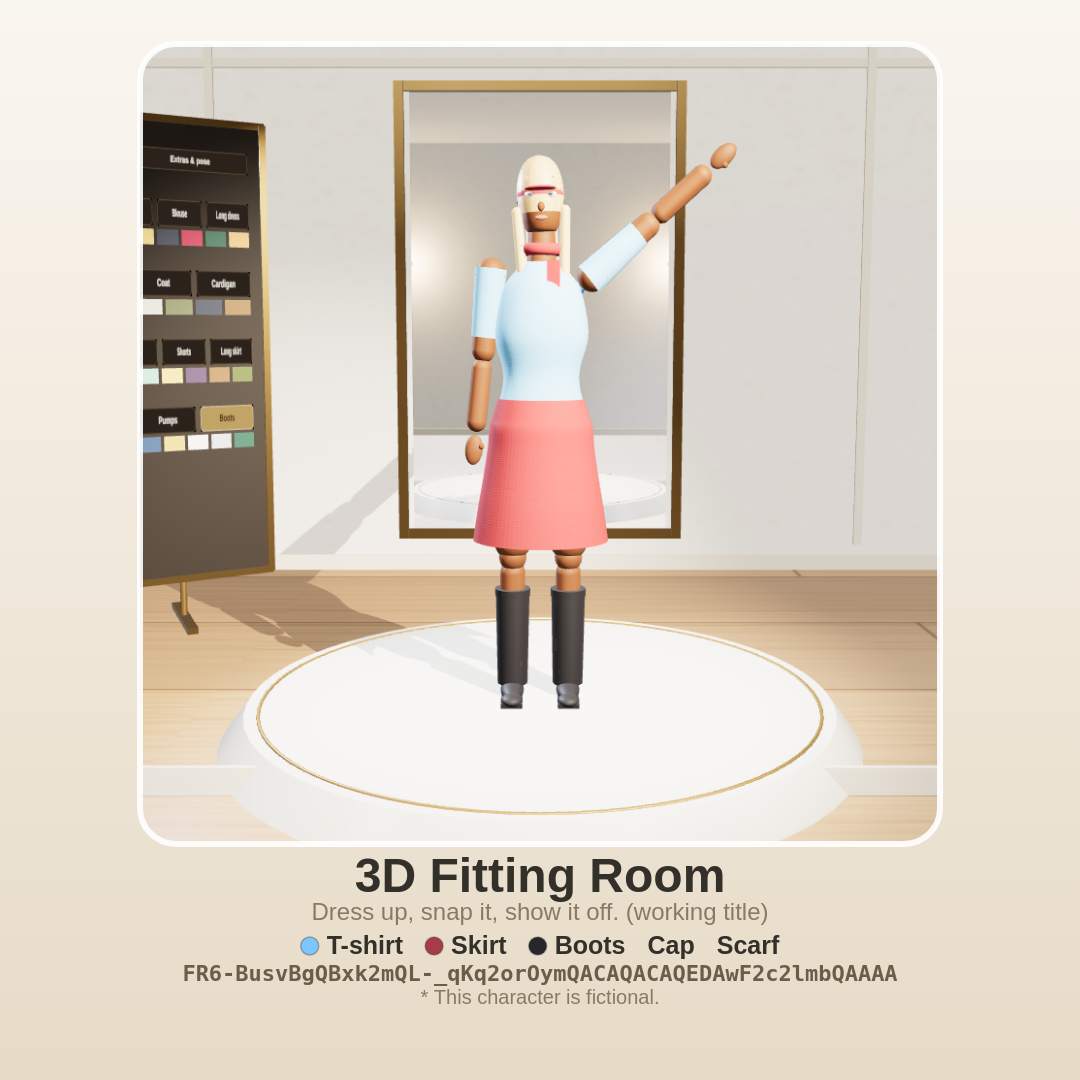 Extras & pose
Blouse Long dress
Coat Cardigan
Shorts Long skirt
Pumps Boots
3D Fitting Room
Dress up, snap it, show it off. (working title)
T-shirt Skirt Boots Cap Scarf
FR6-BusvBgQBxk2mQL-_qKq2orOymQACAQACAQEDAwF2c2lmbQAAAA
* This character is fictional.